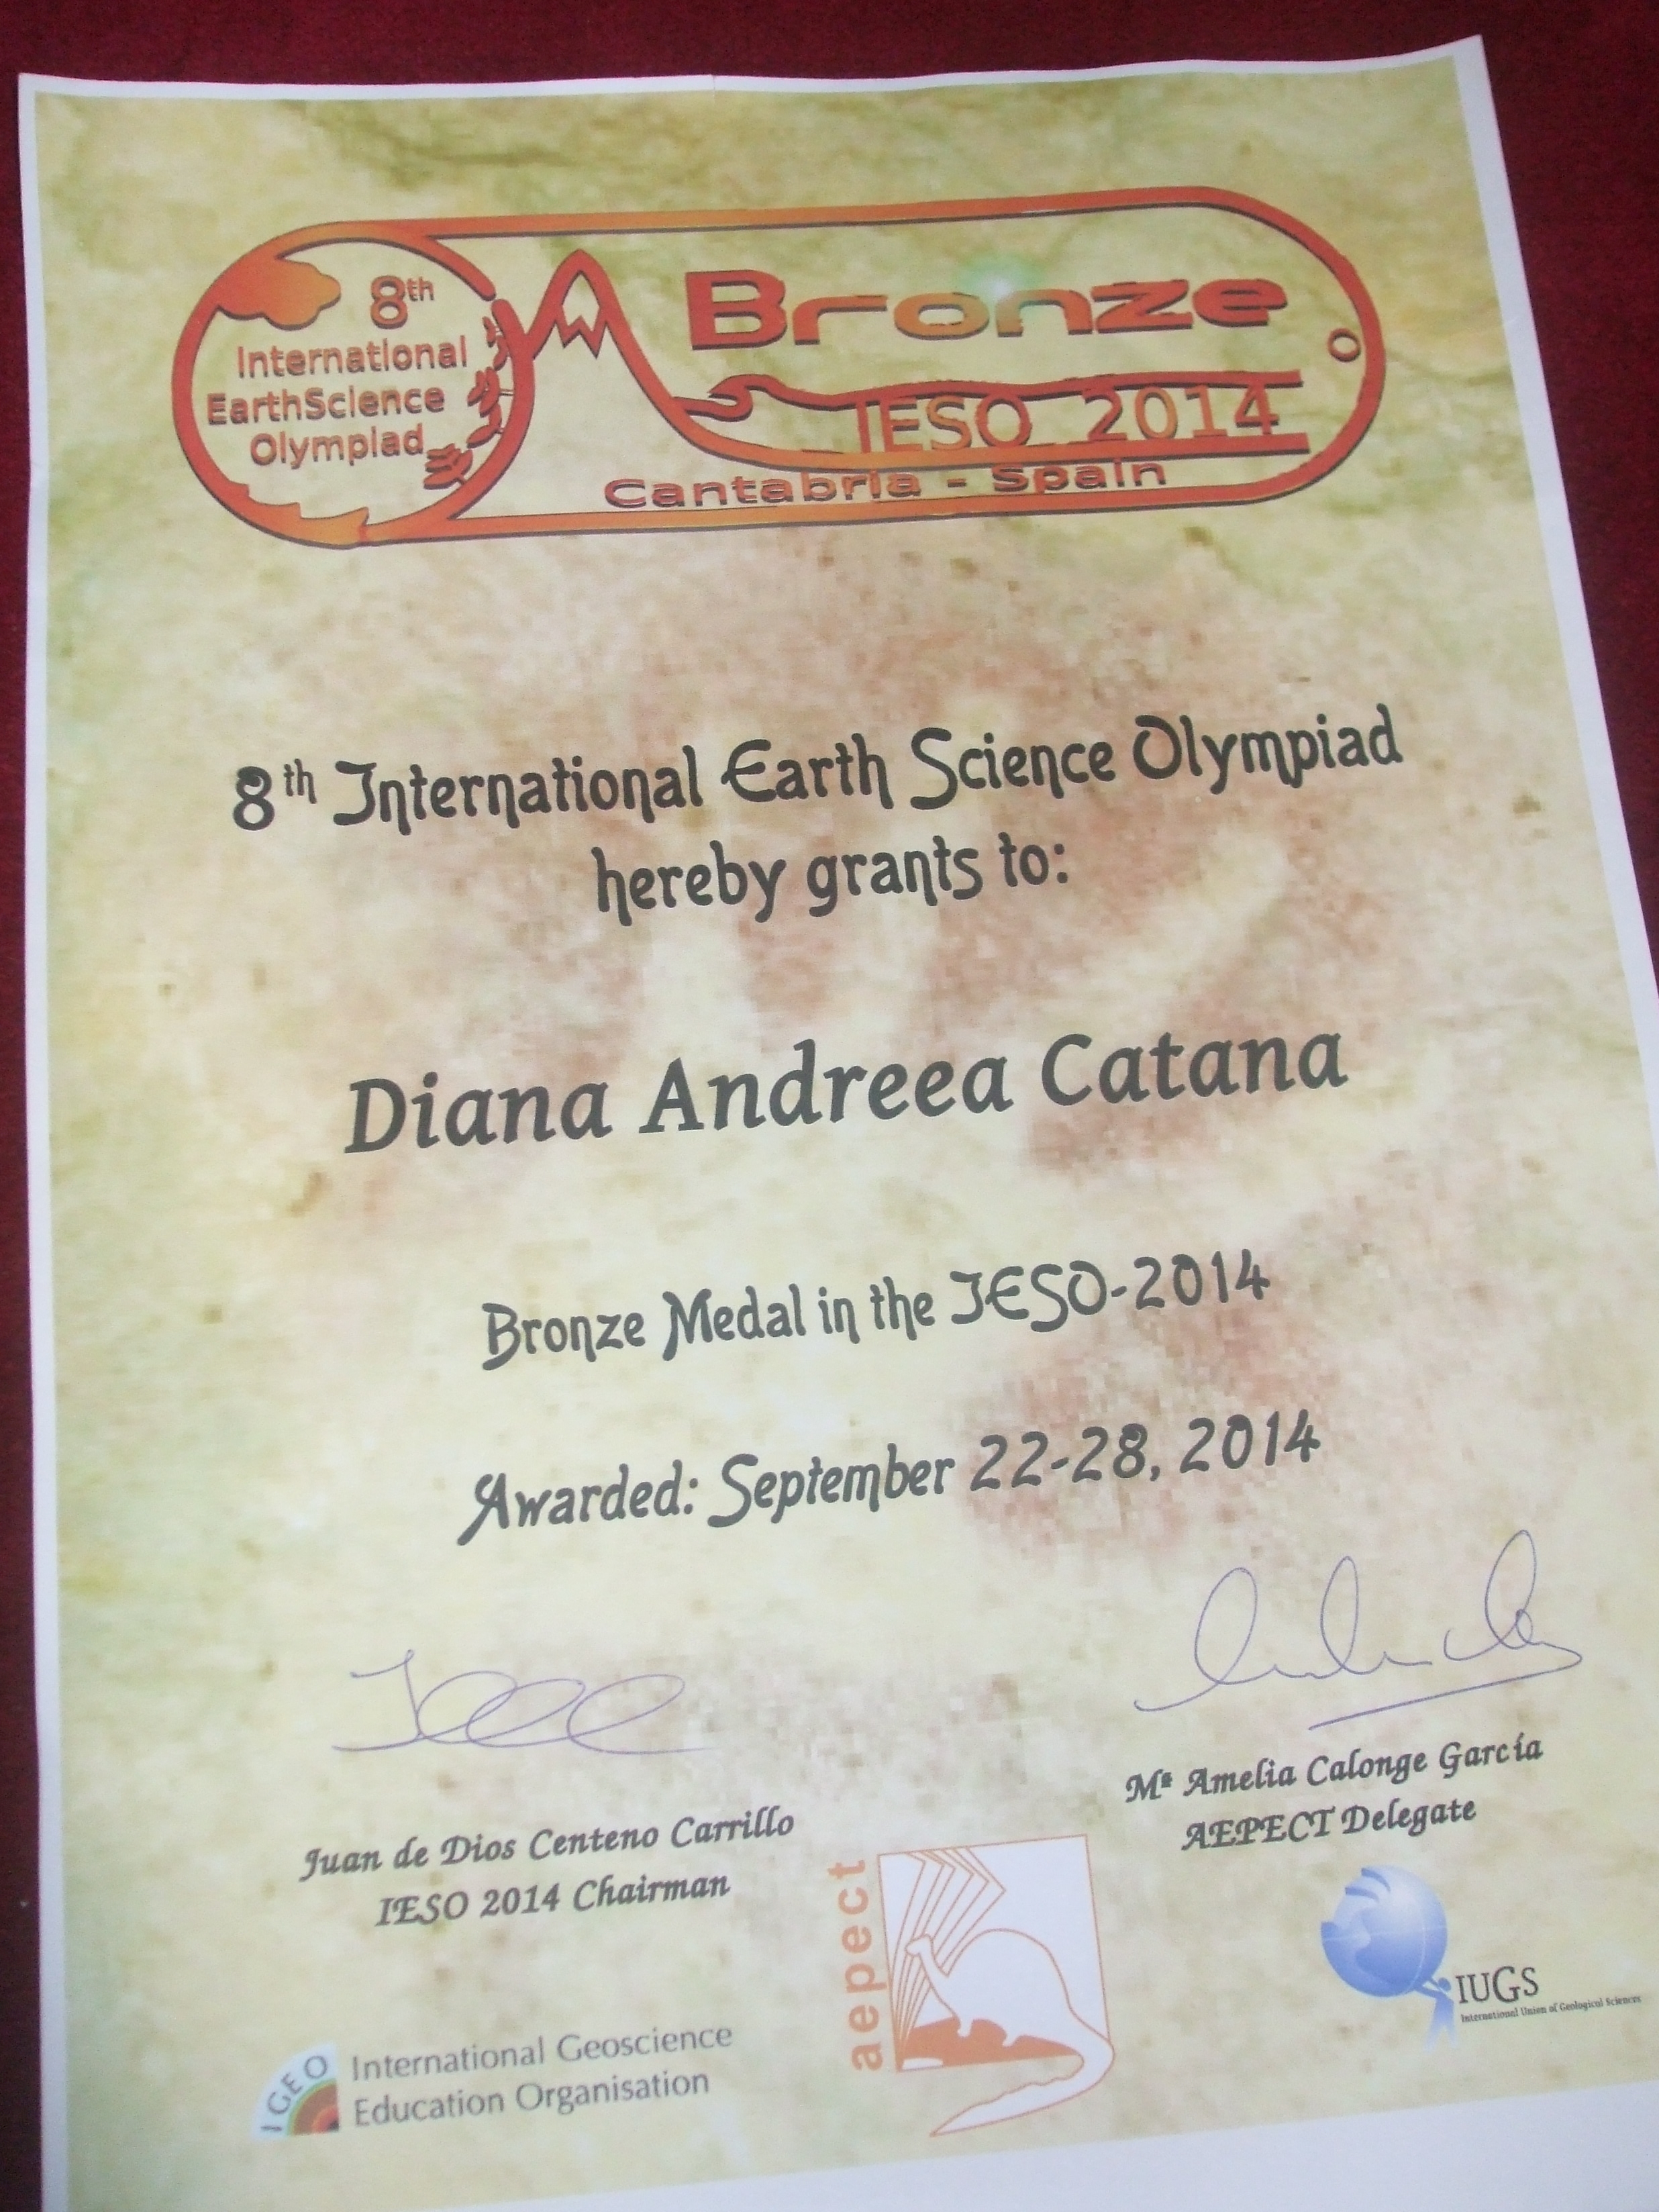 8th
International
EarthScience
Olympiad
Bronze
IESO 2014
Cantabria - Spain
8th International Earth Science Olympiad
hereby grants to:
Diana Andreea Catana
Bronze Medal in the IESO-2014
Awarded: September 22-28, 2014
Juan de Dios Centeno Carrillo
IESO 2014 Chairman
Mª Amelia Calonge García
AEPECT Delegate
IGEO
International Geoscience
Education Organisation
aepect
IUGS
International Union of Geological Sciences